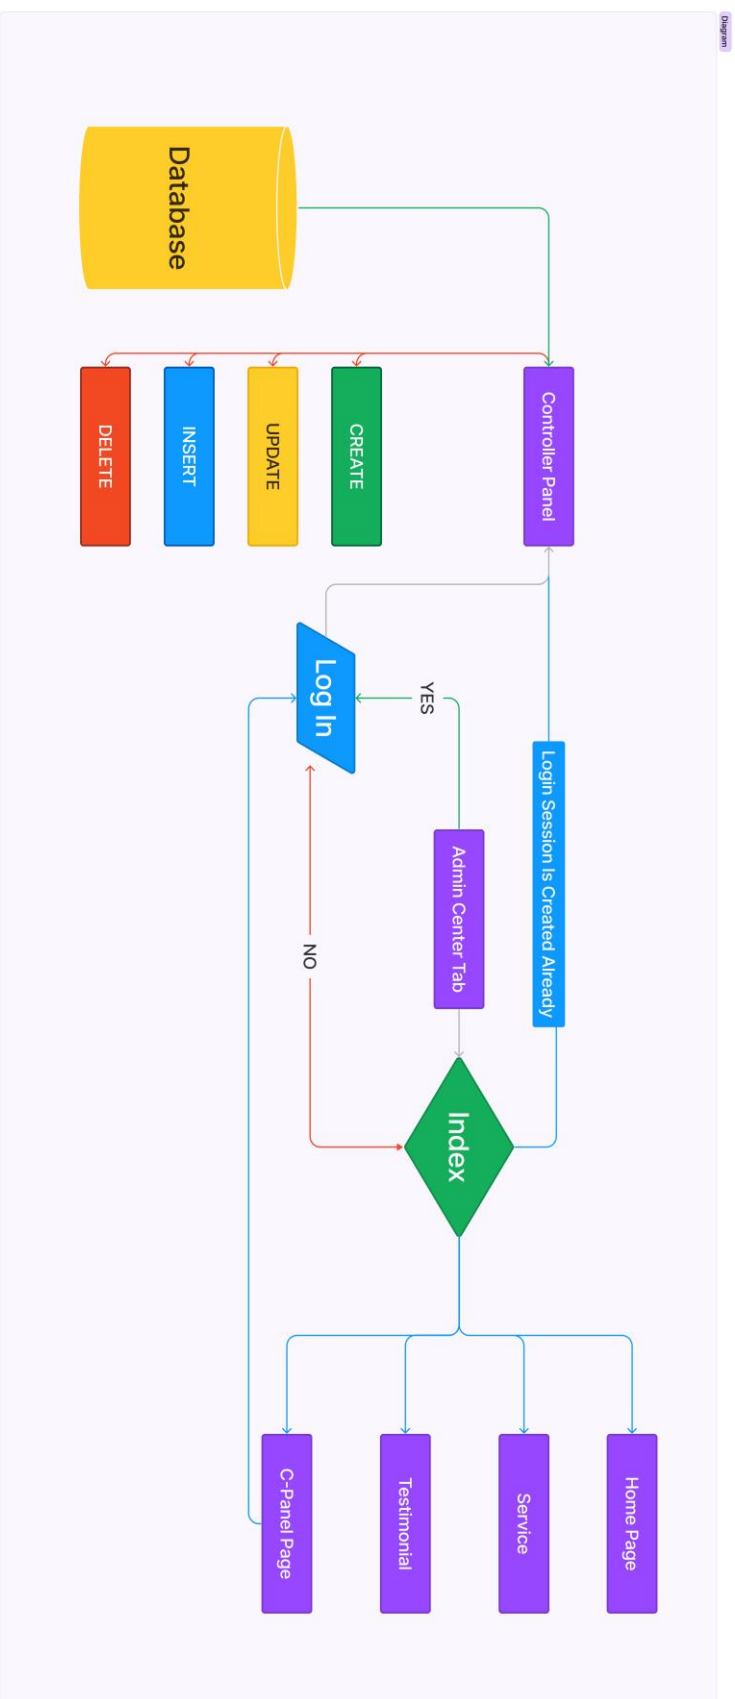 Diagram
Database
Controller Panel
CREATE
UPDATE
INSERT
DELETE
Log In
YES
NO
Login Session Is Created Already
Admin Center Tab
Index
Home Page
Service
Testimonial
C-Panel Page